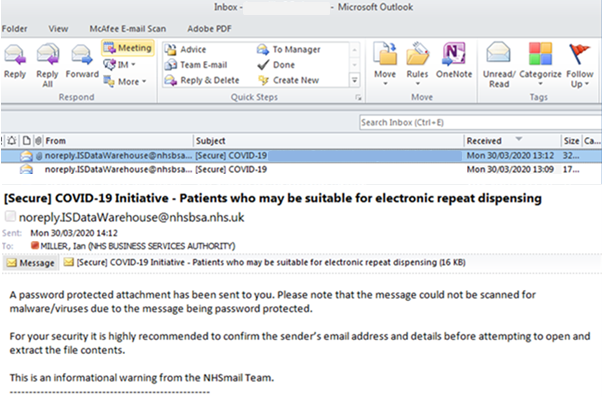 Inbox - - Microsoft Outlook
Folder View McAfee E-mail Scan Adobe PDF
Reply Reply All Forward Meeting IM More
Advice Team E-mail Reply & Delete To Manager Done Create New
Move Rules OneNote Unread/Read Categorize Follow Up
Respond Quick Steps Move Tags
Search Inbox (Ctrl+E)
From Subject Received Size Ca...
noreply.ISDataWarehouse@nhsbsa... [Secure] COVID-19 Mon 30/03/2020 13:12 32...
noreply.ISDataWarehouse@nhsbsa... [Secure] COVID-19 Mon 30/03/2020 13:09 17...
[Secure] COVID-19 Initiative - Patients who may be suitable for electronic repeat dispensing
noreply.ISDataWarehouse@nhsbsa.nhs.uk
Sent: Mon 30/03/2020 14:12
To: MILLER, Ian (NHS BUSINESS SERVICES AUTHORITY)
Message [Secure] COVID-19 Initiative - Patients who may be suitable for electronic repeat dispensing (16 KB)
A password protected attachment has been sent to you. Please note that the message could not be scanned for
malware/viruses due to the message being password protected.
For your security it is highly recommended to confirm the sender's email address and details before attempting to open and
extract the file contents.
This is an informational warning from the NHSmail Team.
--------------------------------------------------